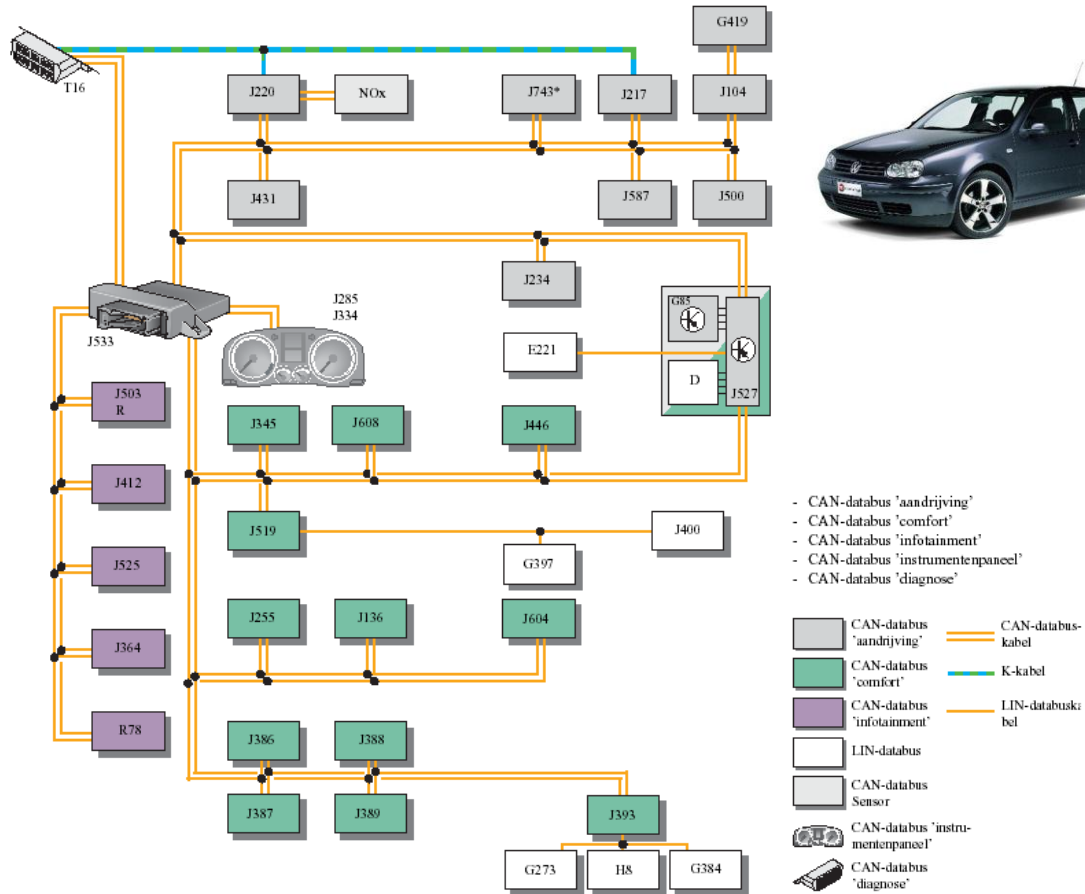 G419
T16
J220
NOx
J743*
J217
J104
J431
J587
J500
J234
J285
J334
J533
G85
E221
D
J527
J503
R
J345
J608
J446
J412
J519
J400
G397
J525
J255
J136
J604
J364
R78
J386
J388
J387
J389
J393
G273
H8
G384
- CAN-databus 'aandrijving'
- CAN-databus 'comfort'
- CAN-databus 'infotainment'
- CAN-databus 'instrumentenpaneel'
- CAN-databus 'diagnose'
CAN-databus
'aandrijving'
CAN-databus
'comfort'
CAN-databus
'infotainment'
LIN-databus
CAN-databus
Sensor
CAN-databus 'instru-
mentenpaneel'
CAN-databus
'diagnose'
CAN-databus-
kabel
K-kabel
LIN-databuska
bel